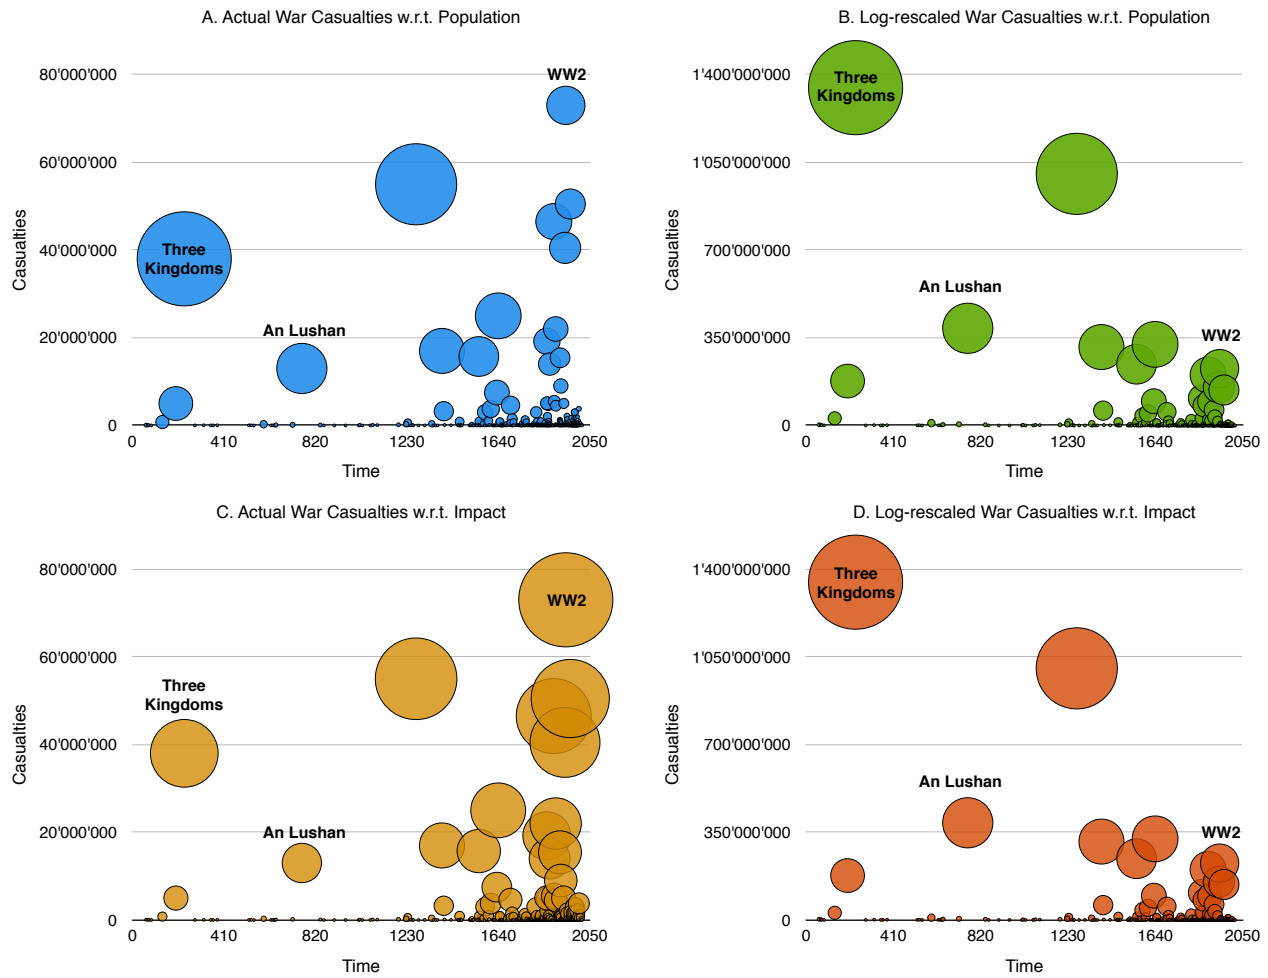 A. Actual War Casualties w.r.t. Population
80'000'000
60'000'000
40'000'000
20'000'000
0
Casualties
WW2
Three
Kingdoms
An Lushan
0 410 820 1230 1640 2050
Time
B. Log-rescaled War Casualties w.r.t. Population
1'400'000'000
1'050'000'000
700'000'000
350'000'000
0
Casualties
Three
Kingdoms
An Lushan
WW2
0 410 820 1230 1640 2050
Time
C. Actual War Casualties w.r.t. Impact
80'000'000
60'000'000
40'000'000
20'000'000
0
Casualties
WW2
Three
Kingdoms
An Lushan
0 410 820 1230 1640 2050
Time
D. Log-rescaled War Casualties w.r.t. Impact
1'400'000'000
1'050'000'000
700'000'000
350'000'000
0
Casualties
Three
Kingdoms
An Lushan
WW2
0 410 820 1230 1640 2050
Time